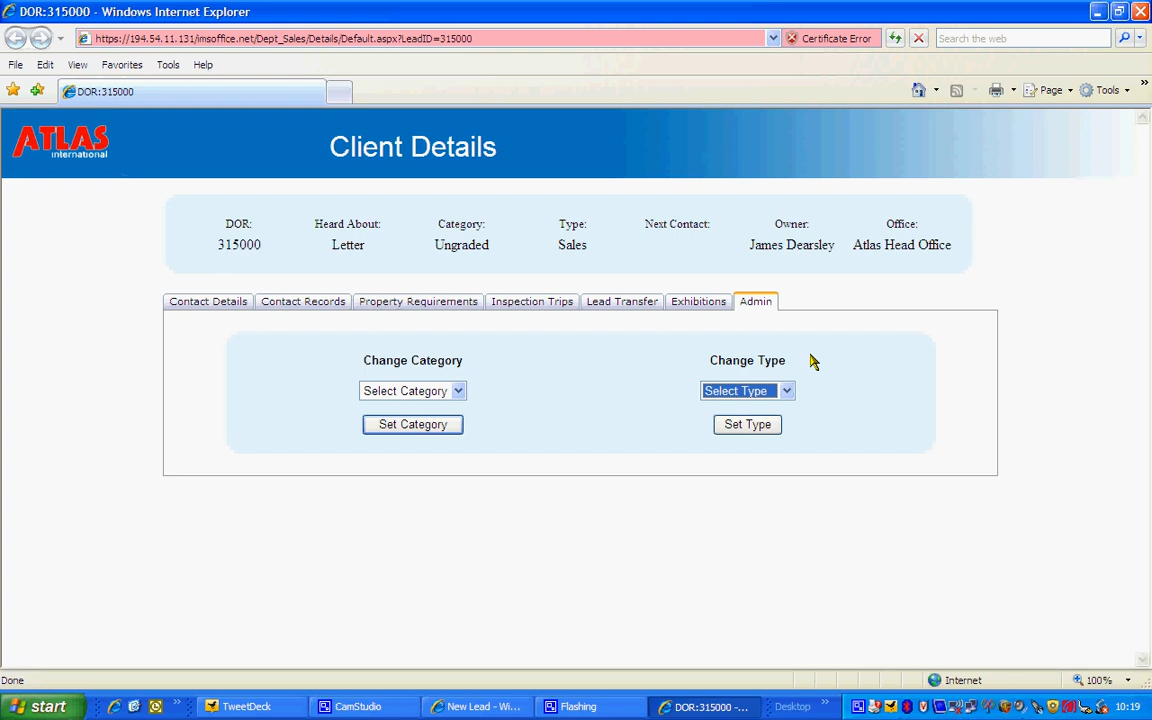 DOR:315000 - Windows Internet Explorer
https://194.54.11.131/imsoffice.net/Dept_Sales/Details/Default.aspx?LeadID=315000
Certificate Error
Search the web
File Edit View Favorites Tools Help
DOR:315000
Page Tools
ATLAS
international
Client Details
DOR: Heard About: Category: Type: Next Contact: Owner: Office:
315000 Letter Ungraded Sales James Dearsley Atlas Head Office
Contact Details Contact Records Property Requirements Inspection Trips Lead Transfer Exhibitions Admin
Change Category Change Type
Select Category Select Type
Set Category Set Type
Done Internet 100%
start TweetDeck CamStudio New Lead - Wi... Flashing DOR:315000 -... Desktop 10:19